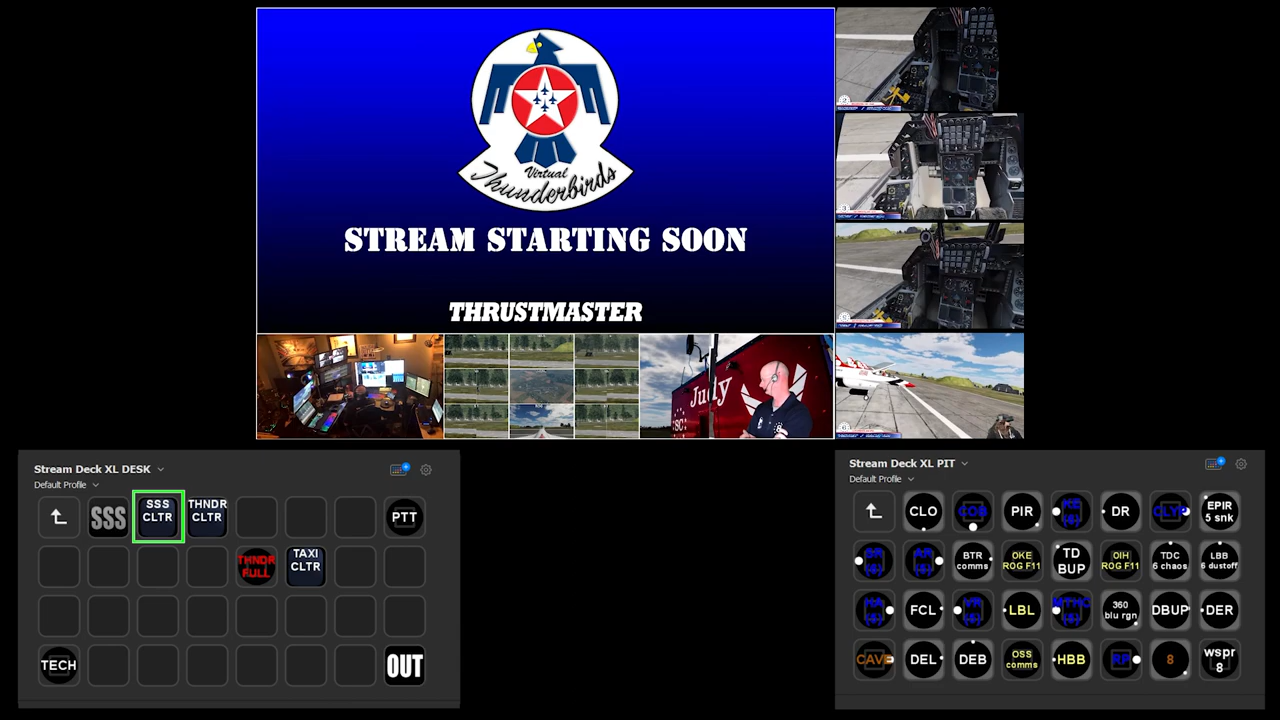 Virtual
Thunderbirds
STREAM STARTING SOON
THRUSTMASTER
Judy
Stream Deck XL DESK
Default Profile
SSS
SSS
CLTR
THNDR
CLTR
PTT
THNDR
FULL
TAXI
CLTR
TECH
OUT
Stream Deck XL PIT
Default Profile
CLO
COB
PIR
DR
CLYP
EPIR
5 snk
BTR
comms
OKE
ROG F11
TD
BUP
OIH
ROG F11
TDC
6 chaos
LBB
6 dustoff
FCL
LBL
360
blu rgn
DBUP
DER
CAVE
DEL
DEB
OSS
comms
HBB
RP
8
wspr
8